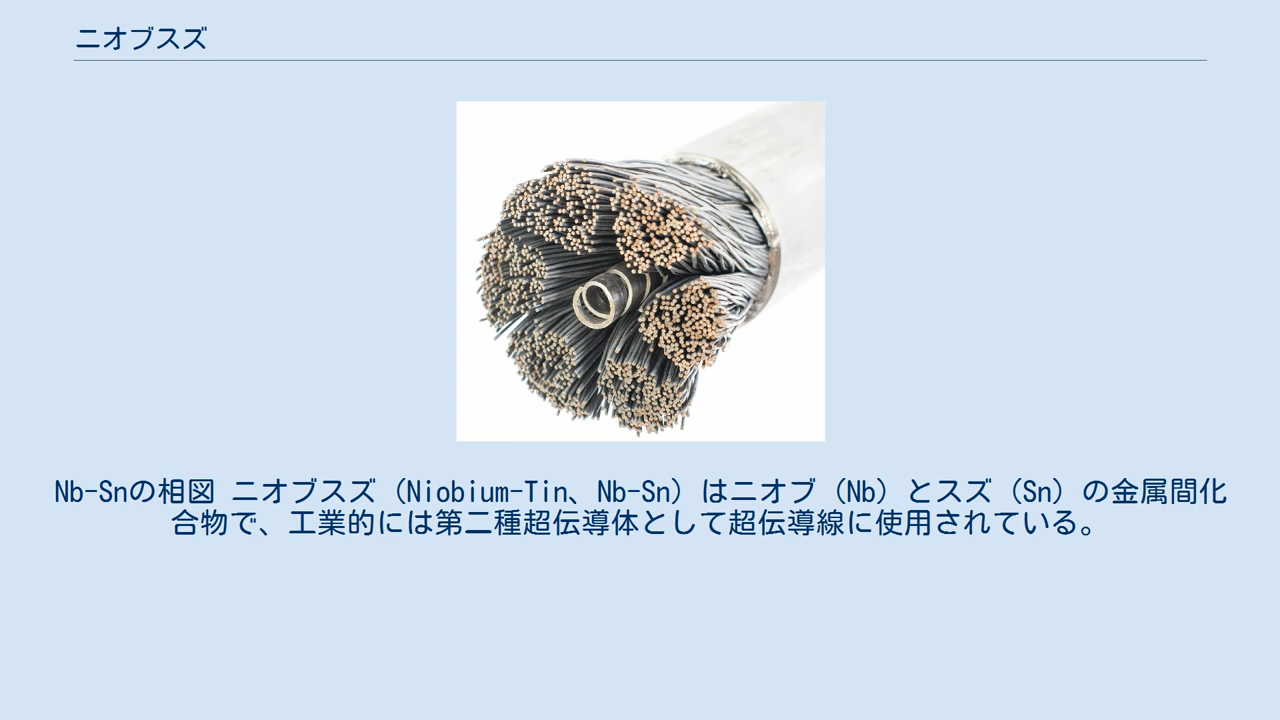 ニオブスズ
Nb-Snの相図 ニオブスズ（Niobium-Tin、Nb-Sn）はニオブ（Nb）とスズ（Sn）の金属間化
合物で、工業的には第二種超伝導体として超伝導線に使用されている。